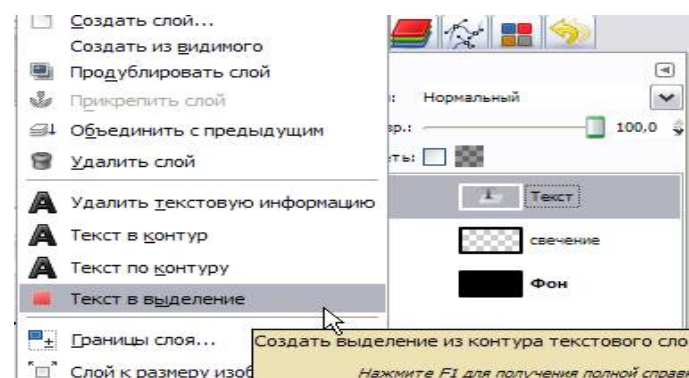 Создать слой...
Создать из видимого
Продублировать слой
Прикрепить слой
Объединить с предыдущим
Удалить слой
Удалить текстовую информацию
Текст в контур
Текст по контуру
Текст в выделение
Границы слоя...
Слой к размеру изоб
Нормальный
100,0
Текст
свечение
Фон
Создать выделение из контура текстового сло
Нажмите F1 для получения полной справ